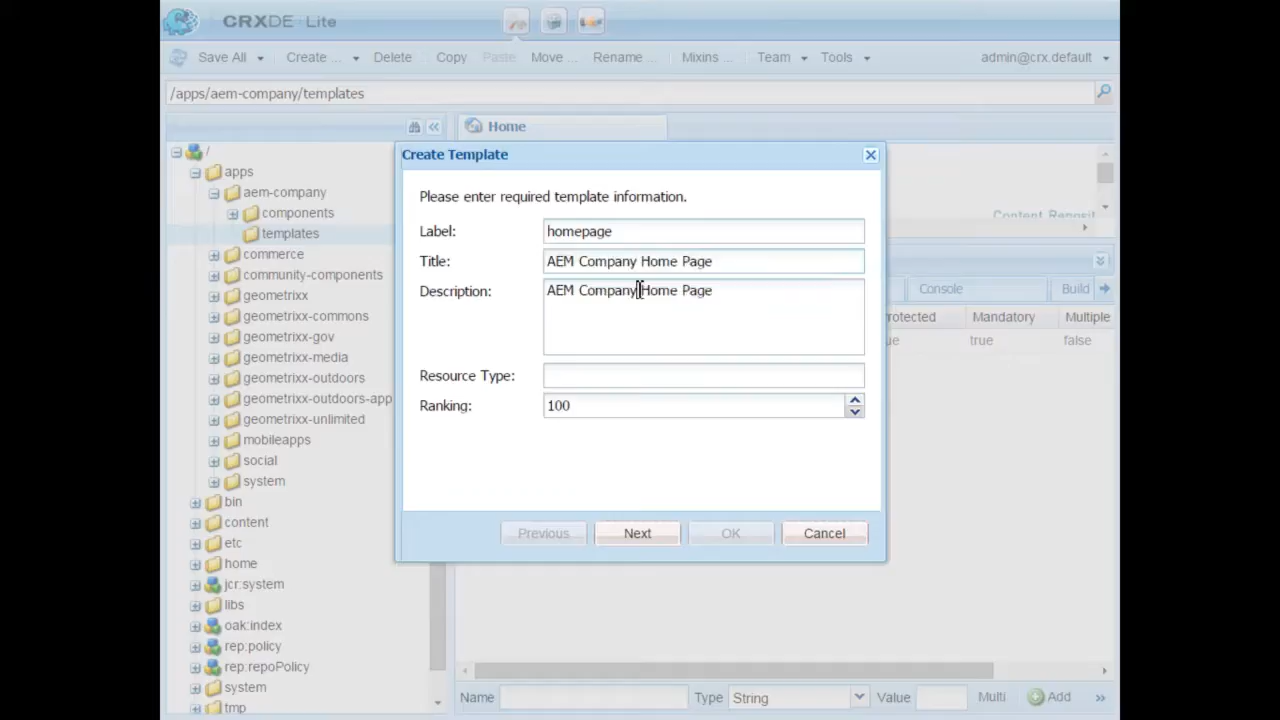 CRXDE | Lite
Save All Create ... Delete Copy Paste Move ... Rename ... Mixins ... Team Tools admin@crx.default
/apps/aem-company/templates
Home
/
apps
aem-company
components
templates
commerce
community-components
geometrixx
geometrixx-commons
geometrixx-gov
geometrixx-media
geometrixx-outdoors
geometrixx-outdoors-app
geometrixx-unlimited
mobileapps
social
system
bin
content
etc
home
jcr:system
libs
oak:index
rep:policy
rep:repoPolicy
system
tmp
Create Template
Please enter required template information.
Label: homepage
Title: AEM Company Home Page
Description: AEM Company Home Page
Resource Type:
Ranking: 100
Previous Next OK Cancel
Content Reposit
Console Build
rotected Mandatory Multiple
ue true false
Name Type String Value Multi Add »